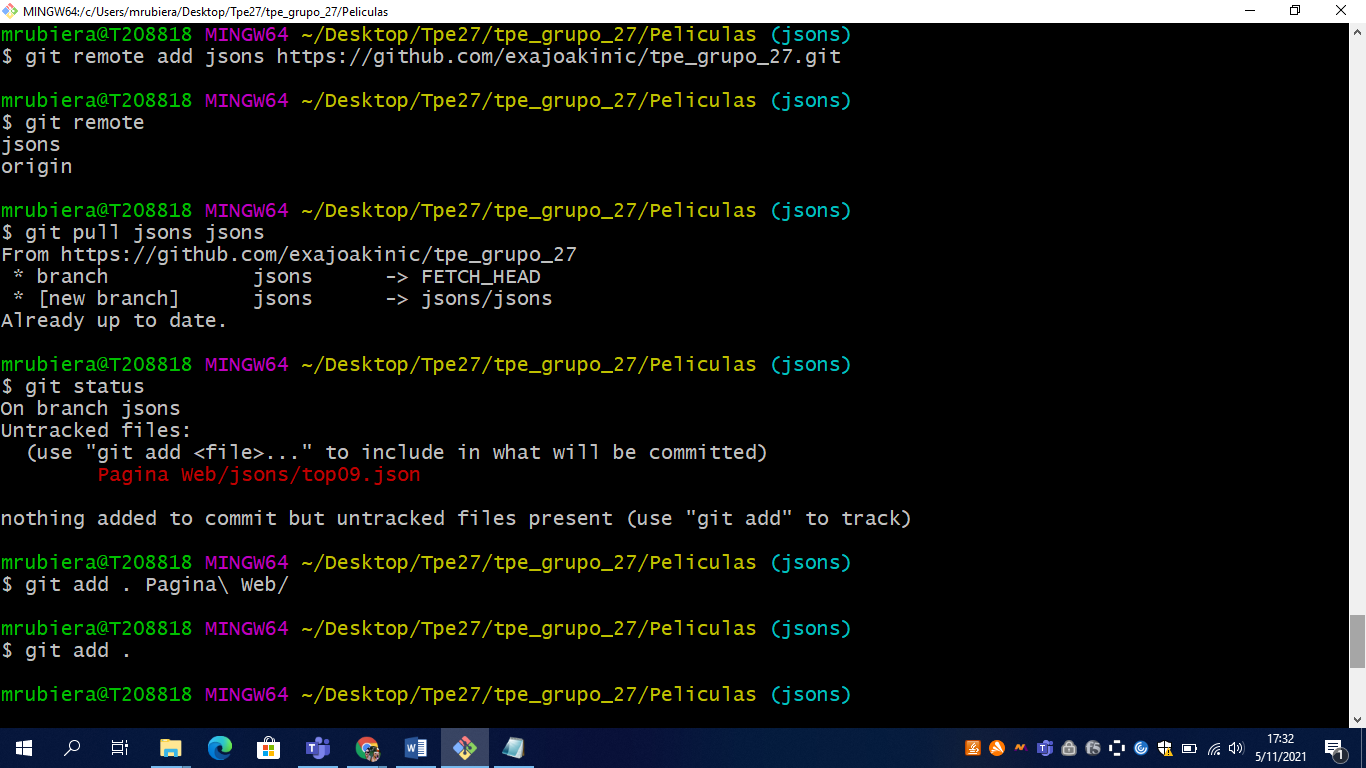 MINGW64:/c/Users/mrubiera/Desktop/Tpe27/tpe_grupo_27/Peliculas
mrubiera@T208818 MINGW64 ~/Desktop/Tpe27/tpe_grupo_27/Peliculas (jsons)
$ git remote add jsons https://github.com/exajoakinic/tpe_grupo_27.git
mrubiera@T208818 MINGW64 ~/Desktop/Tpe27/tpe_grupo_27/Peliculas (jsons)
$ git remote
jsons
origin
mrubiera@T208818 MINGW64 ~/Desktop/Tpe27/tpe_grupo_27/Peliculas (jsons)
$ git pull jsons jsons
From https://github.com/exajoakinic/tpe_grupo_27
 * branch            jsons      -> FETCH_HEAD
 * [new branch]      jsons      -> jsons/jsons
Already up to date.
mrubiera@T208818 MINGW64 ~/Desktop/Tpe27/tpe_grupo_27/Peliculas (jsons)
$ git status
On branch jsons
Untracked files:
  (use "git add <file>..." to include in what will be committed)
        Pagina Web/jsons/top09.json
nothing added to commit but untracked files present (use "git add" to track)
mrubiera@T208818 MINGW64 ~/Desktop/Tpe27/tpe_grupo_27/Peliculas (jsons)
$ git add . Pagina\ Web/
mrubiera@T208818 MINGW64 ~/Desktop/Tpe27/tpe_grupo_27/Peliculas (jsons)
$ git add .
mrubiera@T208818 MINGW64 ~/Desktop/Tpe27/tpe_grupo_27/Peliculas (jsons)
17:32
5/11/2021
1